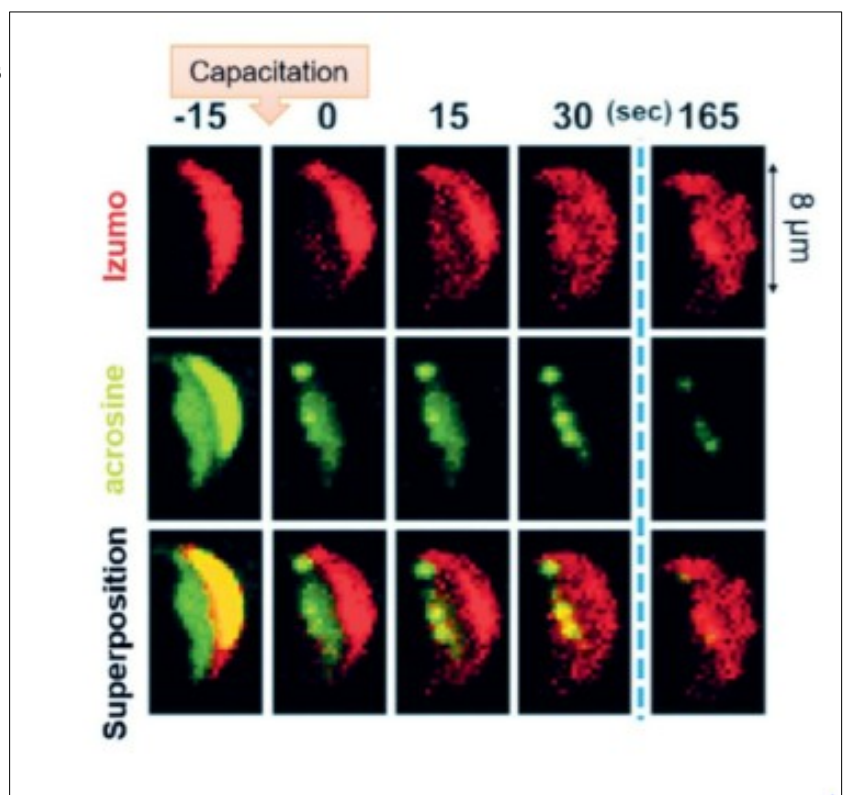 Capacitation
-15 0 15 30 (sec) 165
Izumo
8 µm
acrosine
Superposition